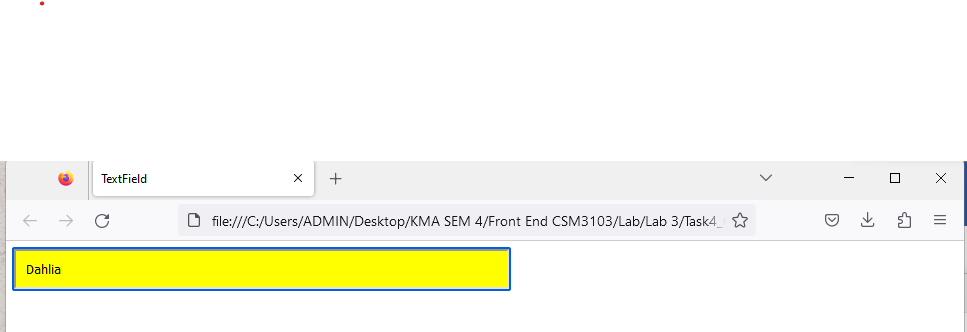 TextField
file:///C:/Users/ADMIN/Desktop/KMA SEM 4/Front End CSM3103/Lab/Lab 3/Task4_
Dahlia